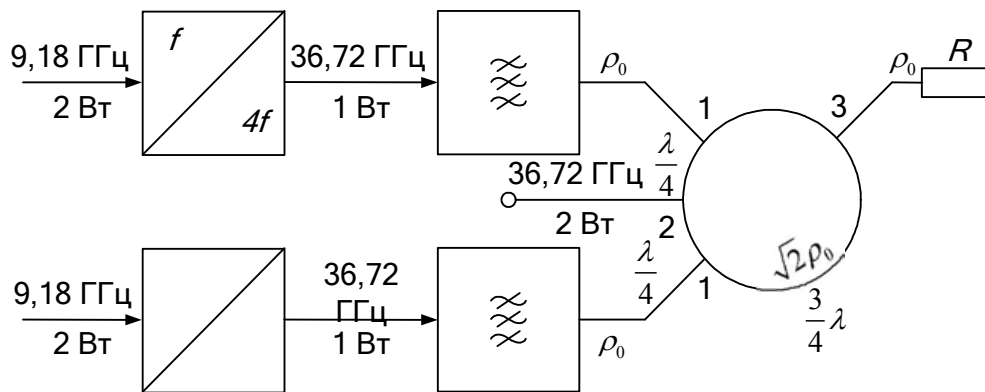 9,18 ГГц
2 Вт
f
4f
36,72 ГГц
1 Вт
ρ₀
1
λ/4
36,72 ГГц
2 Вт
2
3
ρ₀
R
√2ρ₀
3/4 λ
9,18 ГГц
2 Вт
36,72
ГГц
1 Вт
λ/4
ρ₀
1